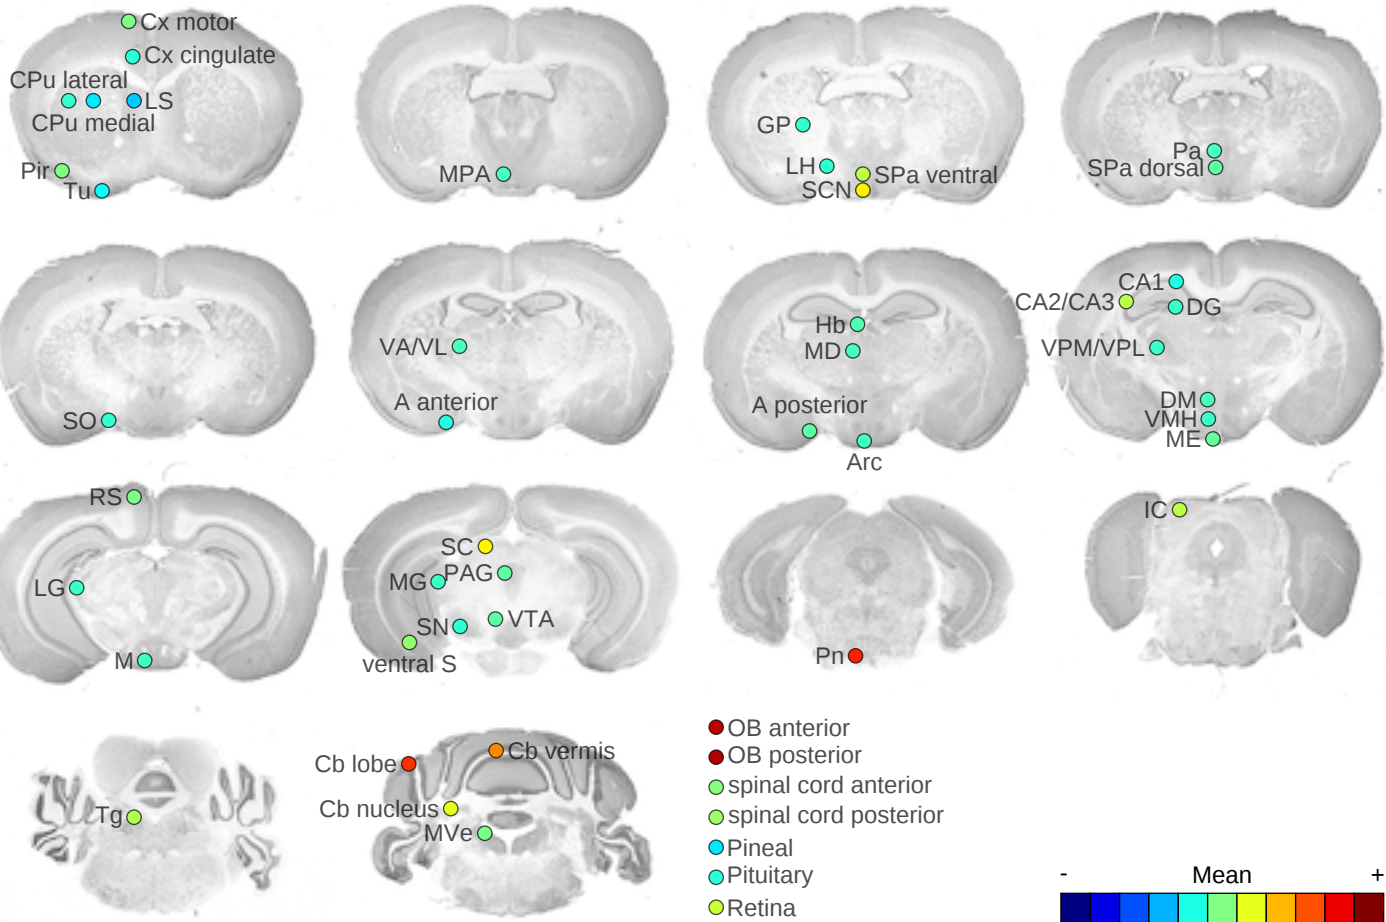 Cx motor
Cx cingulate
CPu lateral
LS
CPu medial
Pir
Tu
MPA
GP
LH
SPa ventral
SCN
Pa
SPa dorsal
SO
VA/VL
A anterior
Hb
MD
A posterior
Arc
CA1
CA2/CA3
DG
VPM/VPL
DM
VMH
ME
RS
LG
M
SC
PAG
MG
SN
VTA
ventral S
Pn
IC
Tg
Cb vermis
Cb lobe
Cb nucleus
MVe
OB anterior
OB posterior
spinal cord anterior
spinal cord posterior
Pineal
Pituitary
Retina
- Mean +